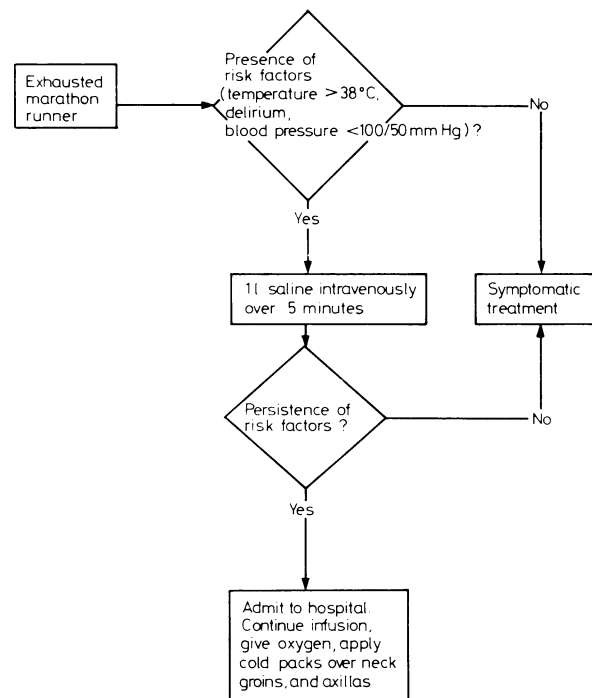 Exhausted
marathon
runner
Presence of
risk factors
(temperature >38°C,
delirium,
blood pressure <100/50 mm Hg) ?
No
Yes
1l saline intravenously
over 5 minutes
Symptomatic
treatment
Persistence of
risk factors ?
No
Yes
Admit to hospital.
Continue infusion,
give oxygen, apply
cold packs over neck
groins, and axillas